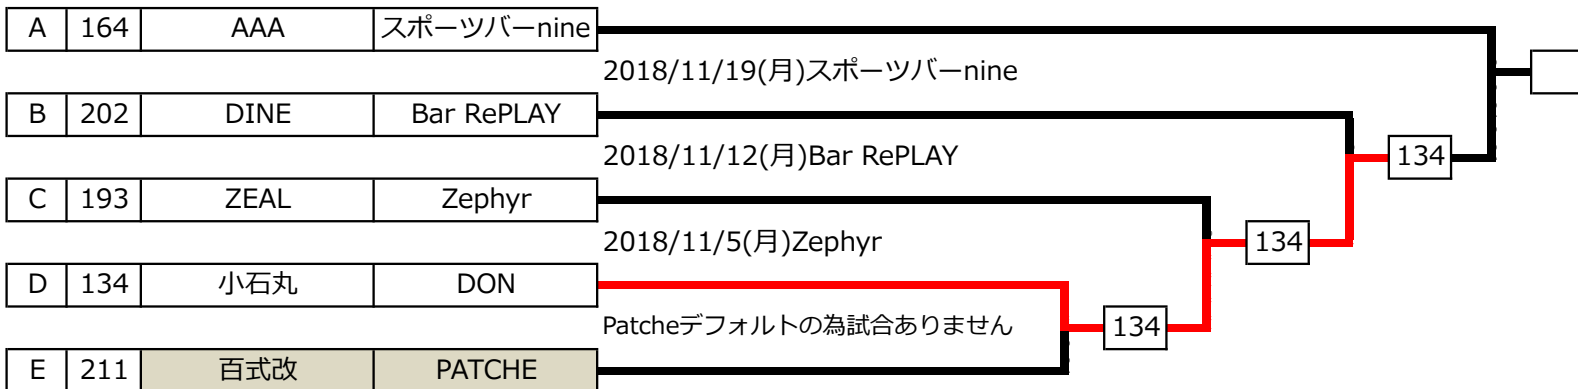 A 164 AAA スポーツバーnine
2018/11/19(月)スポーツバーnine
B 202 DINE Bar RePLAY
2018/11/12(月)Bar RePLAY
134
C 193 ZEAL Zephyr
2018/11/5(月)Zephyr
134
D 134 小石丸 DON
Patcheデフォルトの為試合ありません
134
E 211 百式改 PATCHE